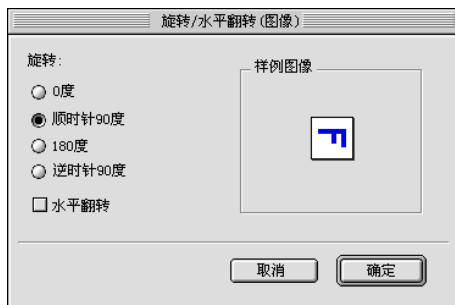 旋转/水平翻转(图像)
旋转:
0度
顺时针90度
180度
逆时针90度
水平翻转
样例图像
F
取消
确定